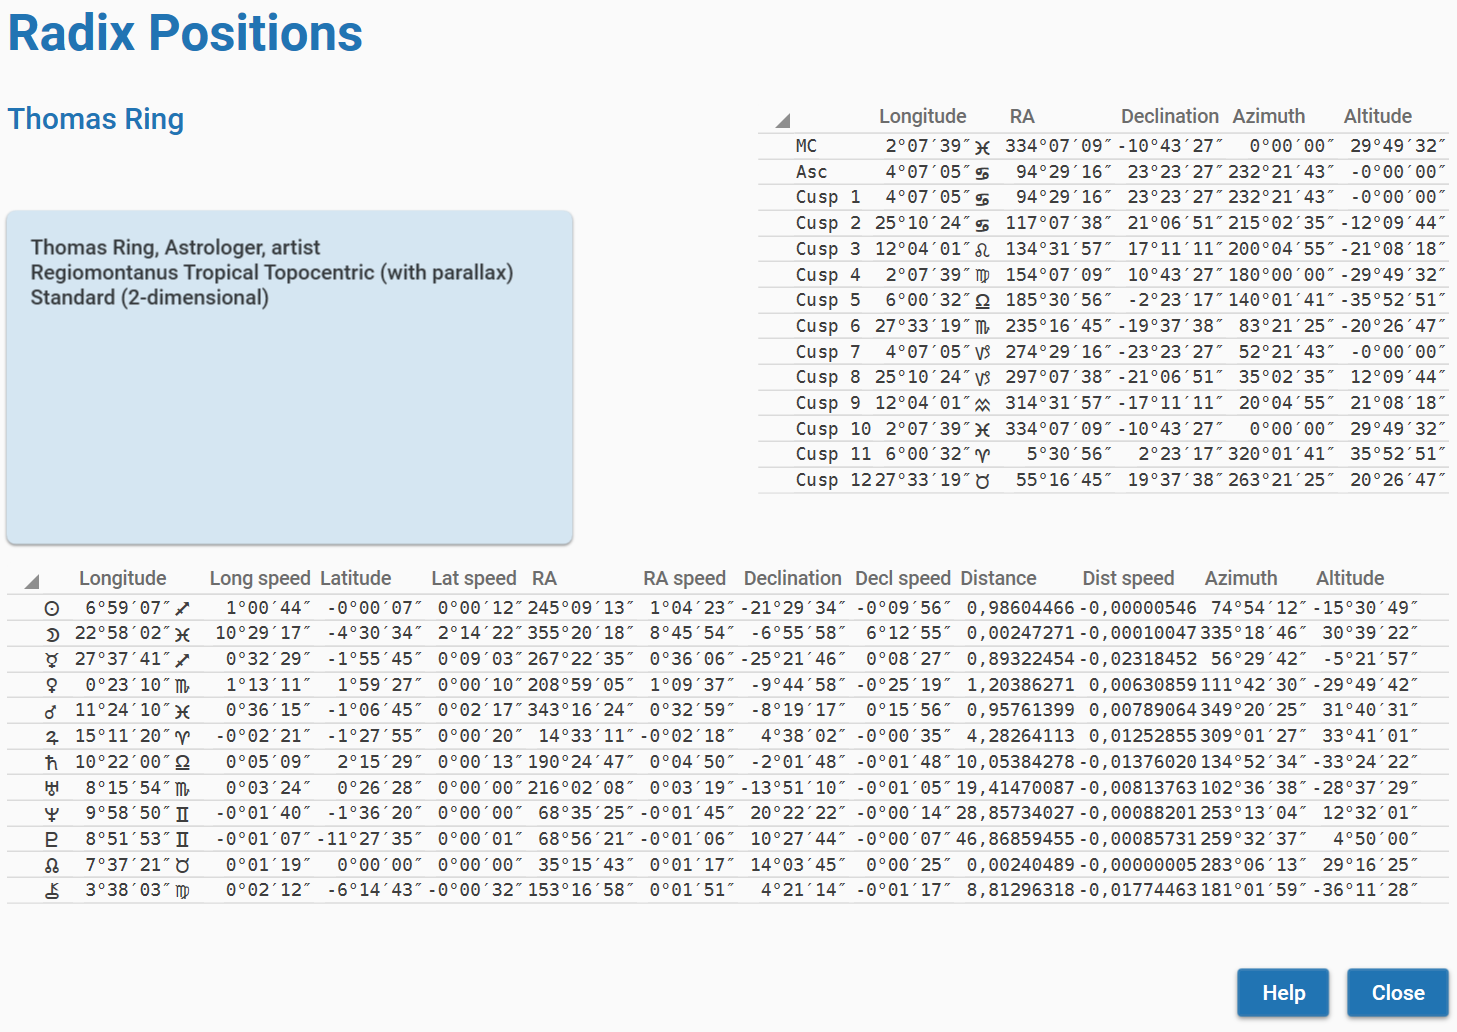 Radix Positions
Thomas Ring
Thomas Ring, Astrologer, artist
Regiomontanus Tropical Topocentric (with parallax)
Standard (2-dimensional)
Longitude RA Declination Azimuth Altitude
MC 2°07′39″ ♓ 334°07′09″ -10°43′27″ 0°00′00″ 29°49′32″
Asc 4°07′05″ ♋ 94°29′16″ 23°23′27″ 232°21′43″ -0°00′00″
Cusp 1 4°07′05″ ♋ 94°29′16″ 23°23′27″ 232°21′43″ -0°00′00″
Cusp 2 25°10′24″ ♋ 117°07′38″ 21°06′51″ 215°02′35″ -12°09′44″
Cusp 3 12°04′01″ ♌ 134°31′57″ 17°11′11″ 200°04′55″ -21°08′18″
Cusp 4 2°07′39″ ♍ 154°07′09″ 10°43′27″ 180°00′00″ -29°49′32″
Cusp 5 6°00′32″ ♎ 185°30′56″ -2°23′17″ 140°01′41″ -35°52′51″
Cusp 6 27°33′19″ ♏ 235°16′45″ -19°37′38″ 83°21′25″ -20°26′47″
Cusp 7 4°07′05″ ♑ 274°29′16″ -23°23′27″ 52°21′43″ -0°00′00″
Cusp 8 25°10′24″ ♑ 297°07′38″ -21°06′51″ 35°02′35″ 12°09′44″
Cusp 9 12°04′01″ ♒ 314°31′57″ -17°11′11″ 20°04′55″ 21°08′18″
Cusp 10 2°07′39″ ♓ 334°07′09″ -10°43′27″ 0°00′00″ 29°49′32″
Cusp 11 6°00′32″ ♈ 5°30′56″ 2°23′17″ 320°01′41″ 35°52′51″
Cusp 12 27°33′19″ ♉ 55°16′45″ 19°37′38″ 263°21′25″ 20°26′47″
Longitude Long speed Latitude Lat speed RA RA speed Declination Decl speed Distance Dist speed Azimuth Altitude
☉ 6°59′07″ ♐ 1°00′44″ -0°00′07″ 0°00′12″ 245°09′13″ 1°04′23″ -21°29′34″ -0°09′56″ 0,98604466 -0,00000546 74°54′12″ -15°30′49″
☽ 22°58′02″ ♓ 10°29′17″ -4°30′34″ 2°14′22″ 355°20′18″ 8°45′54″ -6°55′58″ 6°12′55″ 0,00247271 -0,00010047 335°18′46″ 30°39′22″
☿ 27°37′41″ ♐ 0°32′29″ -1°55′45″ 0°09′03″ 267°22′35″ 0°36′06″ -25°21′46″ 0°08′27″ 0,89322454 -0,02318452 56°29′42″ -5°21′57″
♀ 0°23′10″ ♏ 1°13′11″ 1°59′27″ 0°00′10″ 208°59′05″ 1°09′37″ -9°44′58″ -0°25′19″ 1,20386271 0,00630859 111°42′30″ -29°49′42″
♂ 11°24′10″ ♓ 0°36′15″ -1°06′45″ 0°02′17″ 343°16′24″ 0°32′59″ -8°19′17″ 0°15′56″ 0,95761399 0,00789064 349°20′25″ 31°40′31″
♃ 15°11′20″ ♈ -0°02′21″ -1°27′55″ 0°00′20″ 14°33′11″ -0°02′18″ 4°38′02″ -0°00′35″ 4,28264113 0,01252855 309°01′27″ 33°41′01″
♄ 10°22′00″ ♎ 0°05′09″ 2°15′29″ 0°00′13″ 190°24′47″ 0°04′50″ -2°01′48″ -0°01′48″ 10,05384278 -0,01376020 134°52′34″ -33°24′22″
♅ 8°15′54″ ♏ 0°03′24″ 0°26′28″ 0°00′00″ 216°02′08″ 0°03′19″ -13°51′10″ -0°01′05″ 19,41470087 -0,00813763 102°36′38″ -28°37′29″
♆ 9°58′50″ ♊ -0°01′40″ -1°36′20″ 0°00′00″ 68°35′25″ -0°01′45″ 20°22′22″ -0°00′14″ 28,85734027 -0,00088201 253°13′04″ 12°32′01″
♇ 8°51′53″ ♊ -0°01′07″ -11°27′35″ 0°00′01″ 68°56′21″ -0°01′06″ 10°27′44″ -0°00′07″ 46,86859455 -0,00085731 259°32′37″ 4°50′00″
☊ 7°37′21″ ♉ 0°01′19″ 0°00′00″ 0°00′00″ 35°15′43″ 0°01′17″ 14°03′45″ 0°00′25″ 0,00240489 -0,00000005 283°06′13″ 29°16′25″
⚷ 3°38′03″ ♍ 0°02′12″ -6°14′43″ -0°00′32″ 153°16′58″ 0°01′51″ 4°21′14″ -0°01′17″ 8,81296318 -0,01774463 181°01′59″ -36°11′28″
Help Close